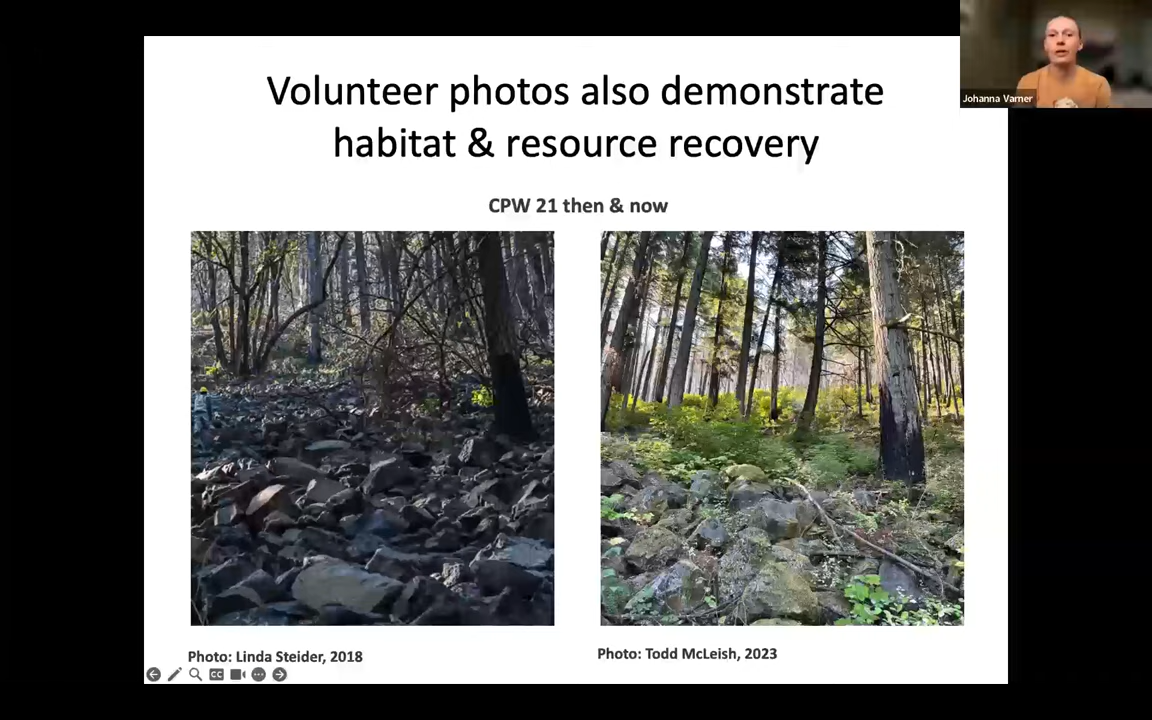 Volunteer photos also demonstrate
habitat & resource recovery
CPW 21 then & now
Photo: Linda Steider, 2018
Photo: Todd McLeish, 2023
Johanna Varner
CC